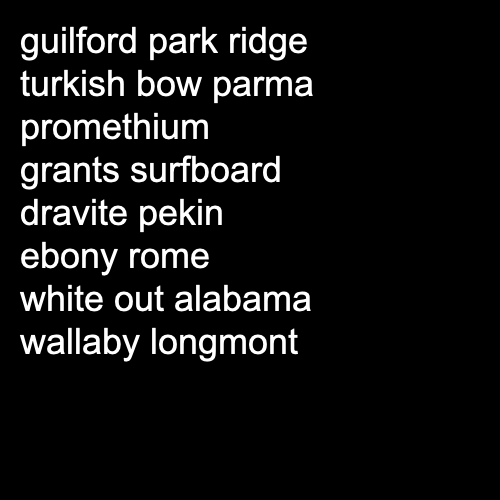 guilford park ridge
turkish bow parma
promethium
grants surfboard
dravite pekin
ebony rome
white out alabama
wallaby longmont